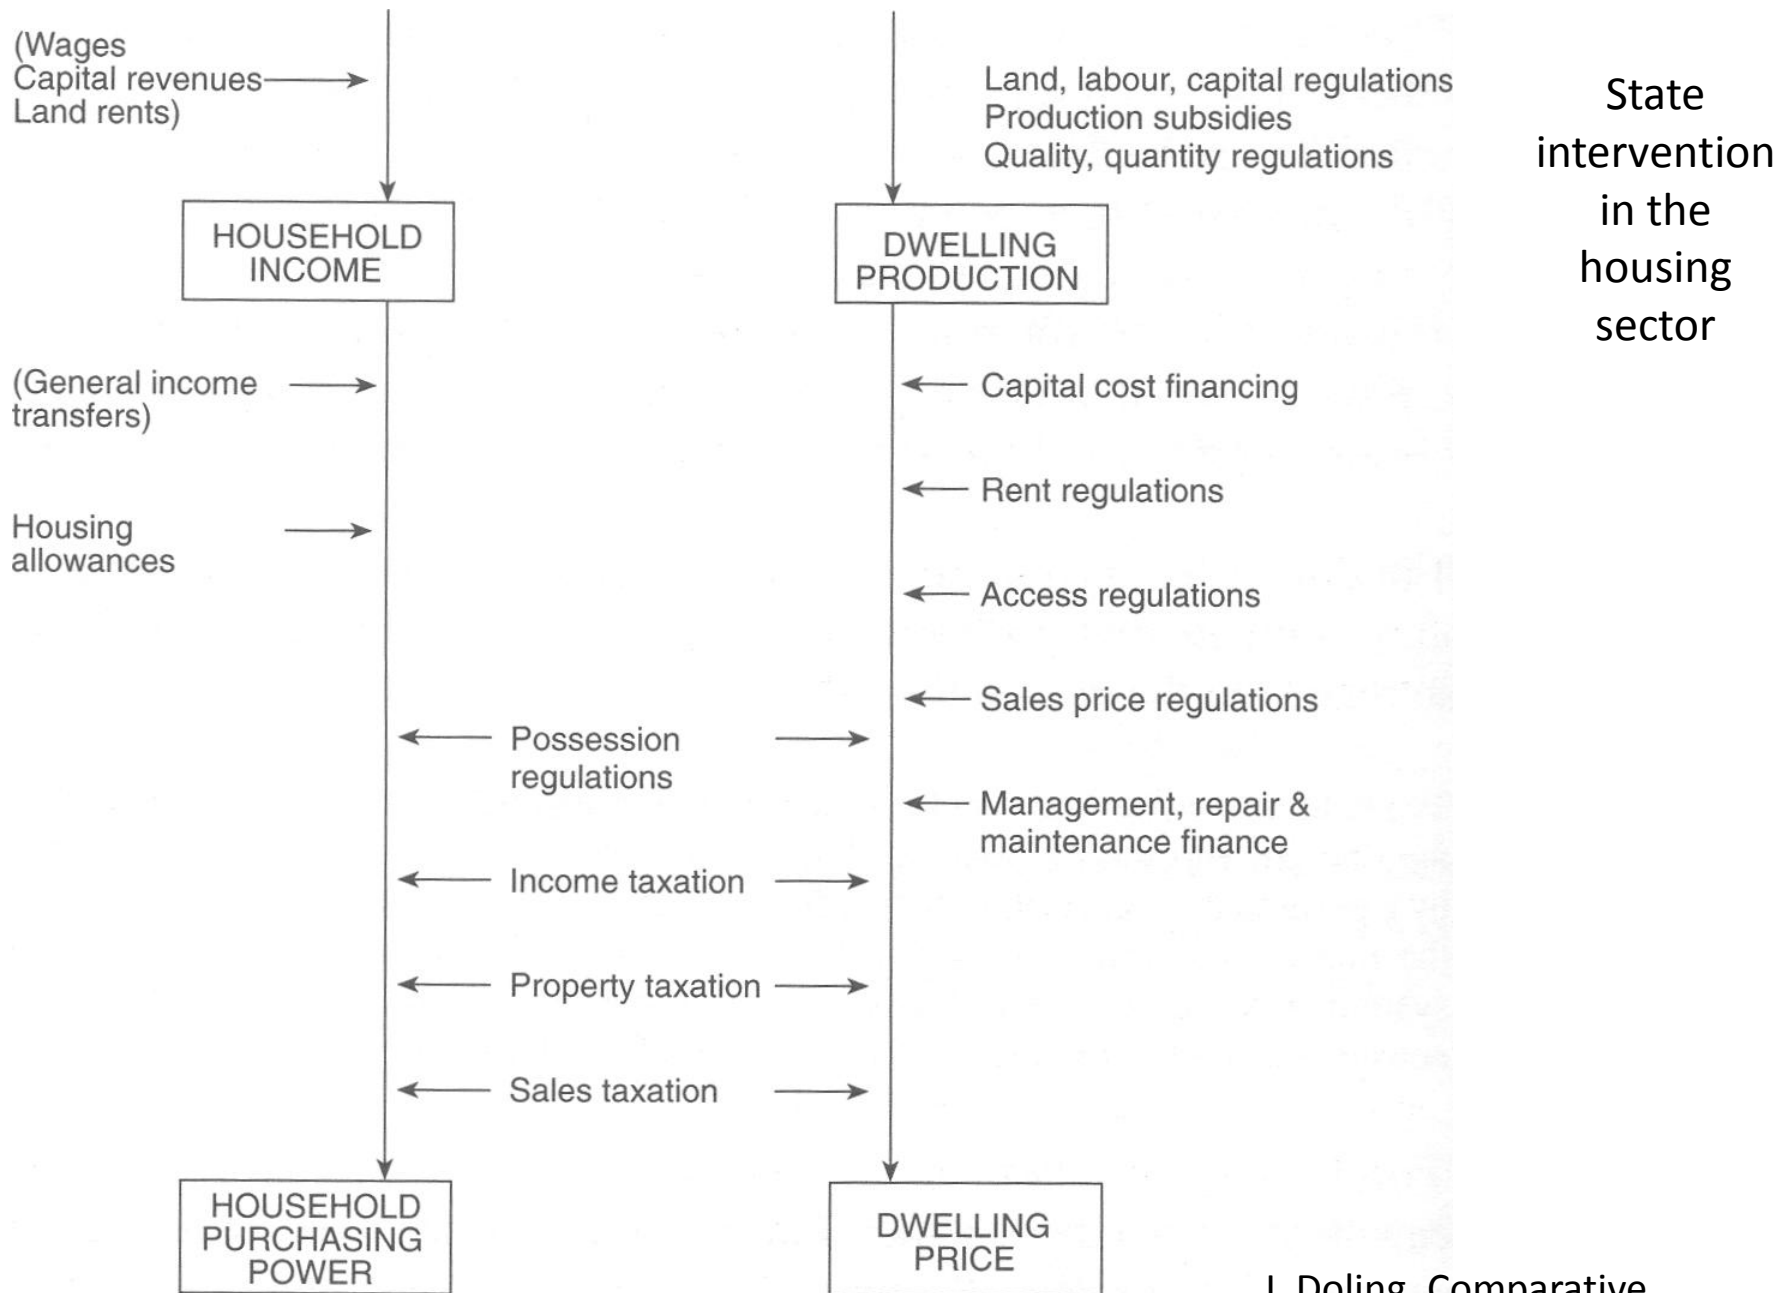 (Wages
Capital revenues
Land rents)
Land, labour, capital regulations
Production subsidies
Quality, quantity regulations
State
intervention
in the
housing
sector
HOUSEHOLD
INCOME
DWELLING
PRODUCTION
(General income
transfers)
Capital cost financing
Rent regulations
Housing
allowances
Access regulations
Sales price regulations
Possession
regulations
Management, repair &
maintenance finance
Income taxation
Property taxation
Sales taxation
HOUSEHOLD
PURCHASING
POWER
DWELLING
PRICE
J. Doling, Comparative